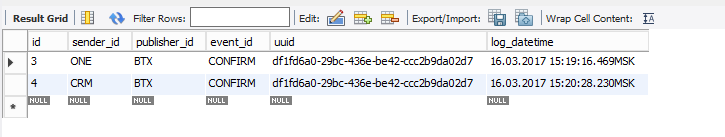 Result Grid Filter Rows: Edit: Export/Import: Wrap Cell Content:
id sender_id publisher_id event_id uuid log_datetime
3 ONE BTX CONFIRM df1fd6a0-29bc-436e-be42-ccc2b9da02d7 16.03.2017 15:19:16.469MSK
4 CRM BTX CONFIRM df1fd6a0-29bc-436e-be42-ccc2b9da02d7 16.03.2017 15:20:28.230MSK
NULL NULL NULL NULL NULL NULL